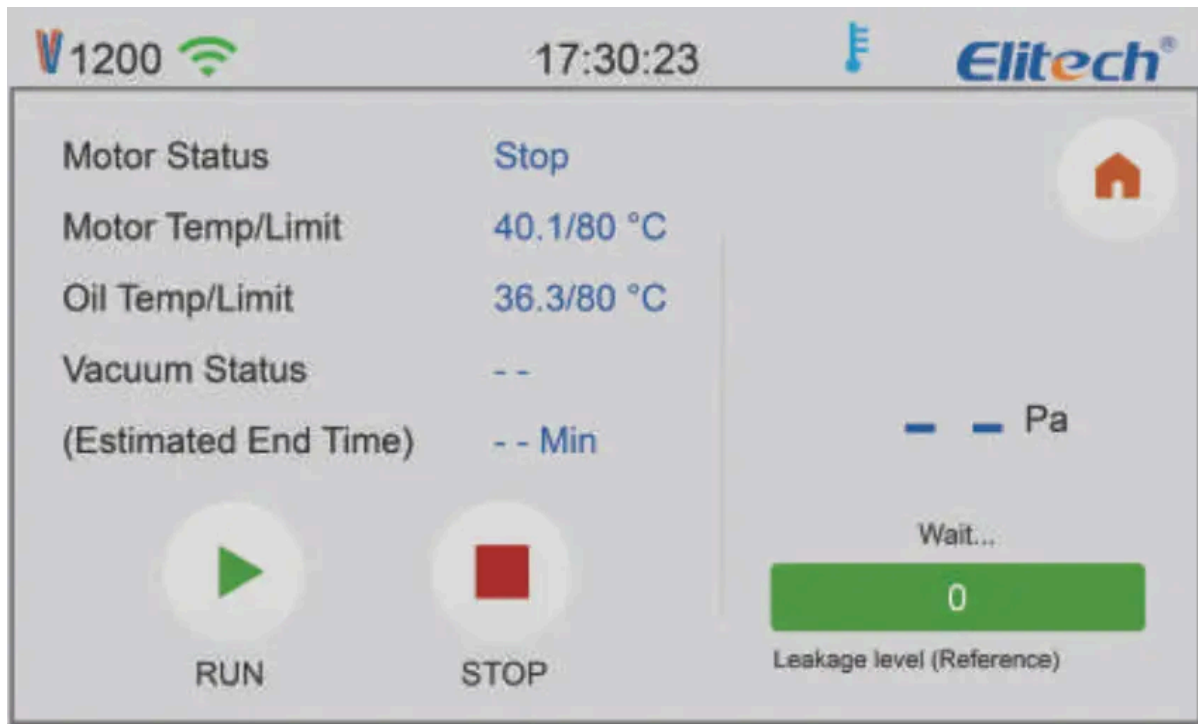 V1200 17:30:23 Elitech®
Motor Status Stop
Motor Temp/Limit 40.1/80 °C
Oil Temp/Limit 36.3/80 °C
Vacuum Status - -
(Estimated End Time) - - Min
RUN STOP
- - Pa
Wait...
0
Leakage level (Reference)